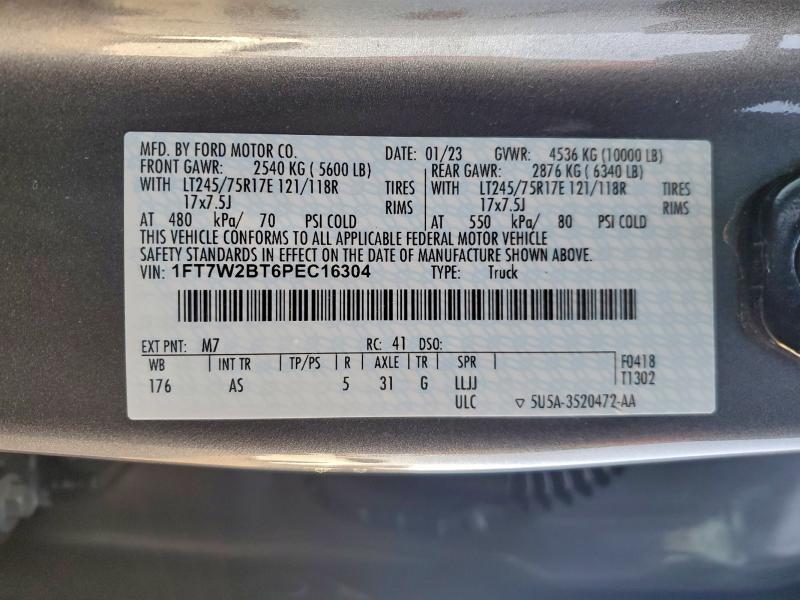 MFD. BY FORD MOTOR CO. DATE: 01/23 GVWR: 4536 KG (10000 LB)
FRONT GAWR: 2540 KG ( 5600 LB) REAR GAWR: 2876 KG ( 6340 LB)
WITH LT245/75R17E 121/118R TIRES WITH LT245/75R17E 121/118R TIRES
17x7.5J RIMS 17x7.5J RIMS
AT 480 kPa/ 70 PSI COLD AT 550 kPa/ 80 PSI COLD
THIS VEHICLE CONFORMS TO ALL APPLICABLE FEDERAL MOTOR VEHICLE
SAFETY STANDARDS IN EFFECT ON THE DATE OF MANUFACTURE SHOWN ABOVE.
VIN: 1FT7W2BT6PEC16304 TYPE: Truck
EXT PNT: M7 RC: 41 DSO:
WB INT TR TP/PS R AXLE TR SPR F0418
176 AS 5 31 G LLJJ T1302
ULC ▽ 5U5A-3520472-AA